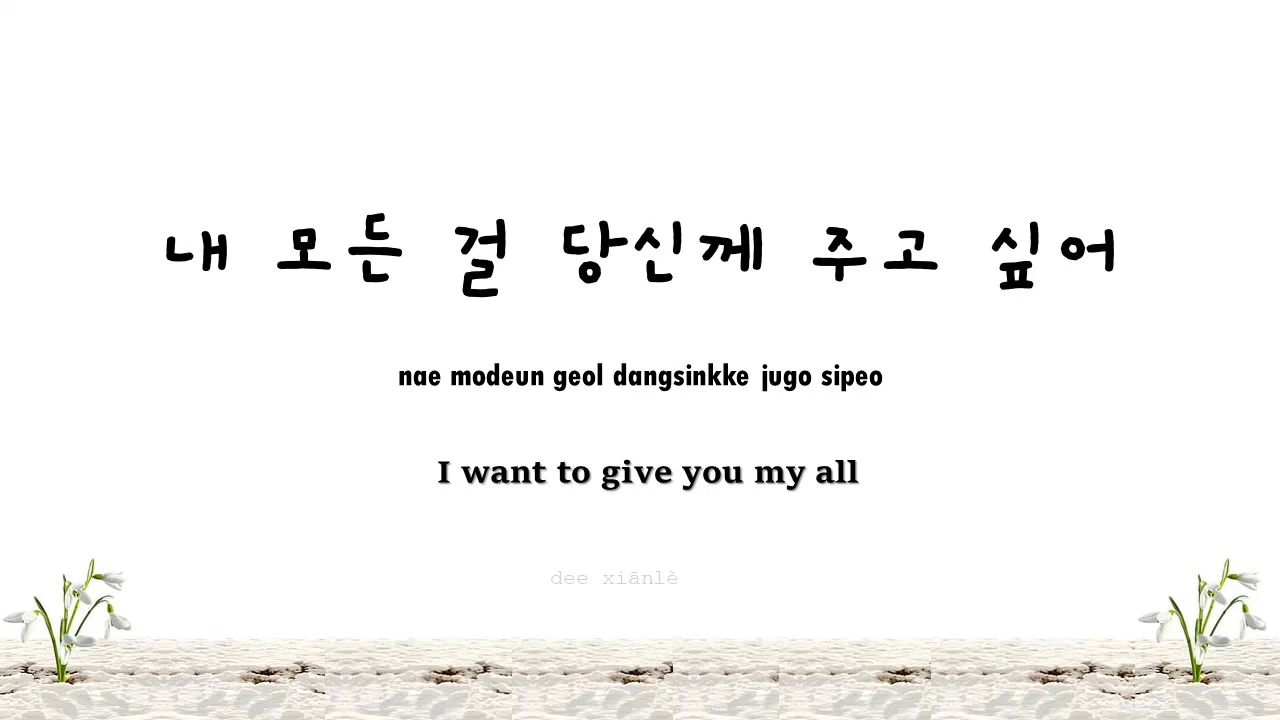 내 모든 걸 당신께 주고 싶어
nae modeun geol dangsinkke jugo sipeo
I want to give you my all
dee xiānlè